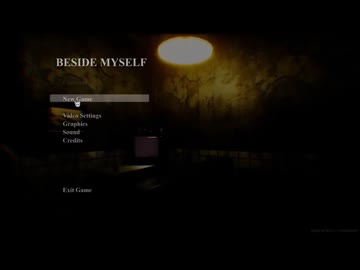 BESIDE MYSELF
New Game
Video Settings
Graphics
Sound
Credits
Exit Game